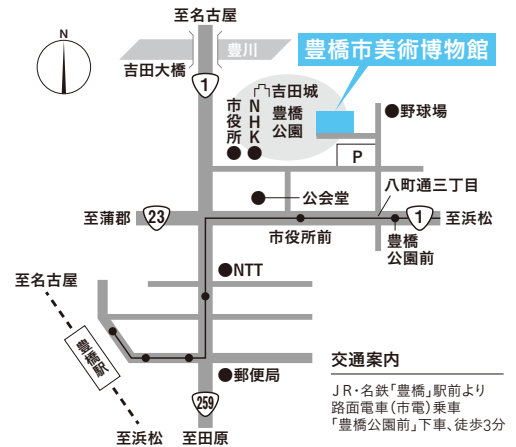 至名古屋
N
豊川
豊橋市美術博物館
吉田大橋
1
吉田城
市役所
NHK
豊橋
公園
野球場
P
八町通三丁目
公会堂
至蒲郡
23
1
至浜松
市役所前
豊橋
公園前
至名古屋
NTT
豊橋駅
郵便局
259
至浜松
至田原
交通案内
JR・名鉄「豊橋」駅前より
路面電車(市電)乗車
「豊橋公園前」下車、徒歩3分